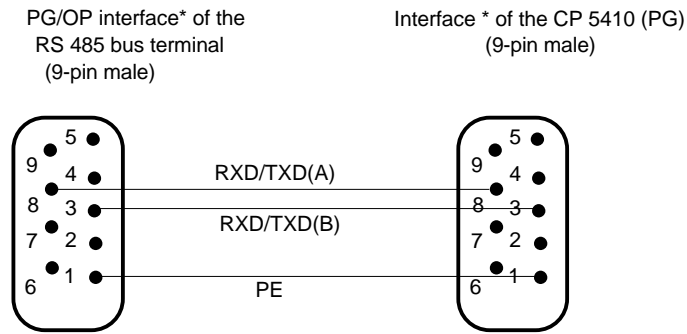 PG/OP interface* of the
RS 485 bus terminal
(9-pin male)
Interface * of the CP 5410 (PG)
(9-pin male)
5
9
4
8
3
7
2
6
1
RXD/TXD(A)
RXD/TXD(B)
PE
5
9
4
8
3
7
2
6
1